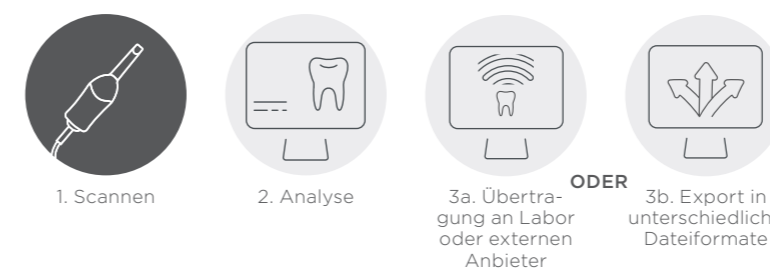 1. Scannen
2. Analyse
3a. Übertra-
gung an Labor
oder externen
Anbieter
ODER
3b. Export in
unterschiedlich
Dateiformate